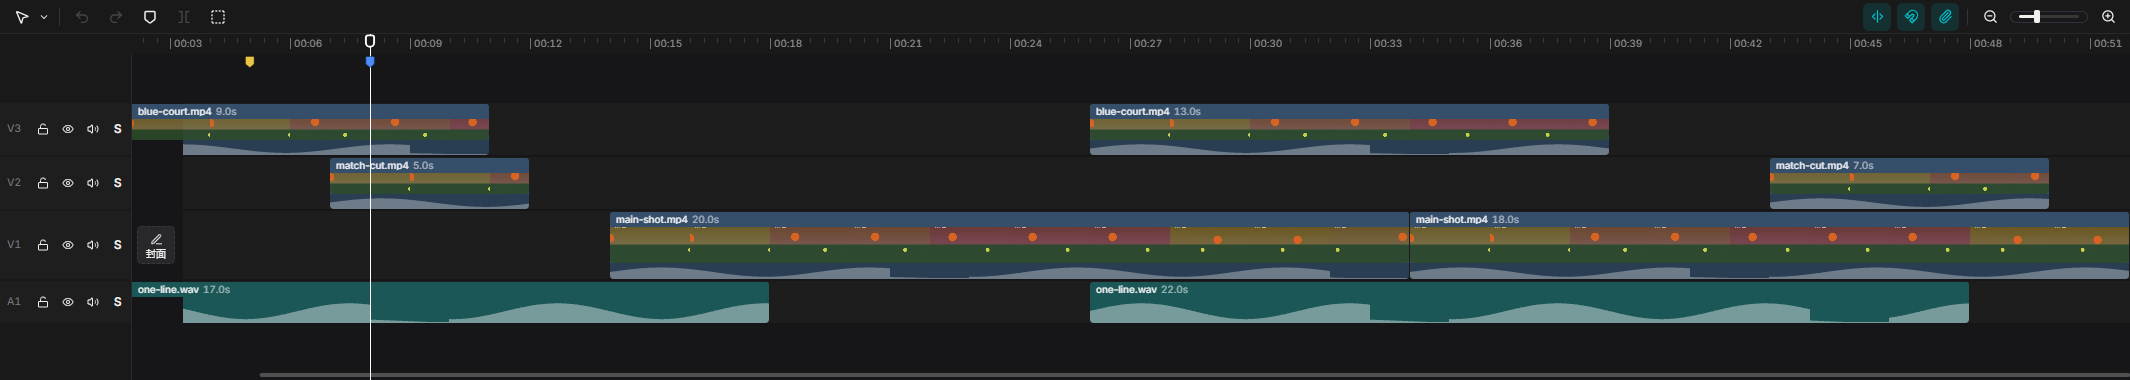 00:03 00:06 00:09 00:12 00:15 00:18 00:21 00:24 00:27 00:30 00:33 00:36 00:39 00:42 00:45 00:48 00:51
V3 S blue-court.mp4 9.0s blue-court.mp4 13.0s
V2 S match-cut.mp4 5.0s match-cut.mp4 7.0s
main-shot.mp4 20.0s main-shot.mp4 18.0s
V1 S
封面
A1 S one-line.wav 17.0s one-line.wav 22.0s